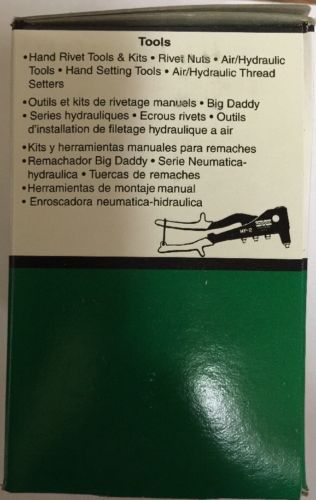 Tools
•Hand Rivet Tools & Kits • Rivet Nuts • Air/Hydraulic
Tools • Hand Setting Tools • Air/Hydraulic Thread
Setters
•Outils et kits de rivetage manuels • Big Daddy
• Series hydrauliques • Ecrous rivets • Outils
d'installation de filetage hydraulique a air
•Kits y herramientas manuales para remaches
•Remachador Big Daddy • Serie Neumatica-
hydraulica • Tuercas de remaches
•Herramientas de montaje manual
• Enroscadora neumatica-hidraulica
HP-2